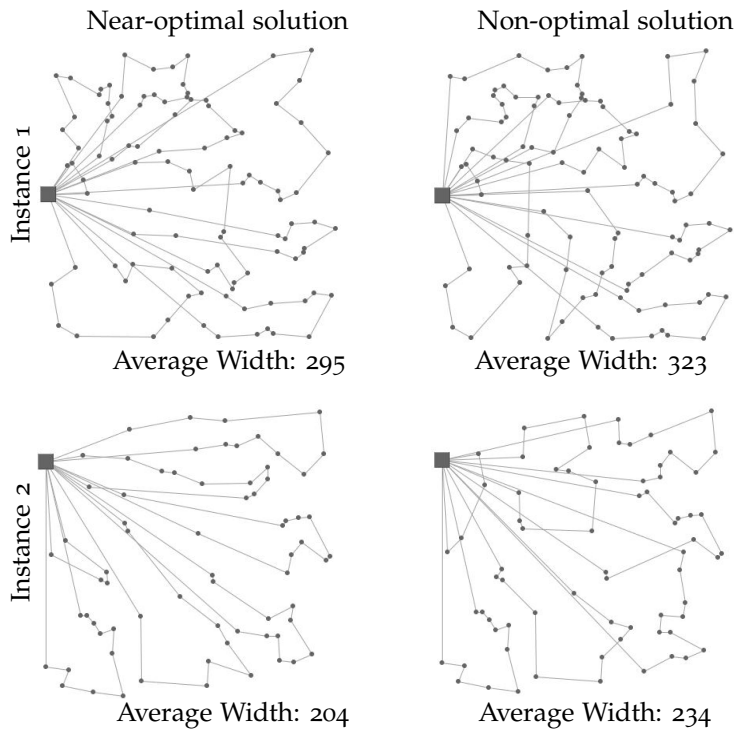 Near-optimal solution
Non-optimal solution
Instance 1
Average Width: 295
Average Width: 323
Instance 2
Average Width: 204
Average Width: 234